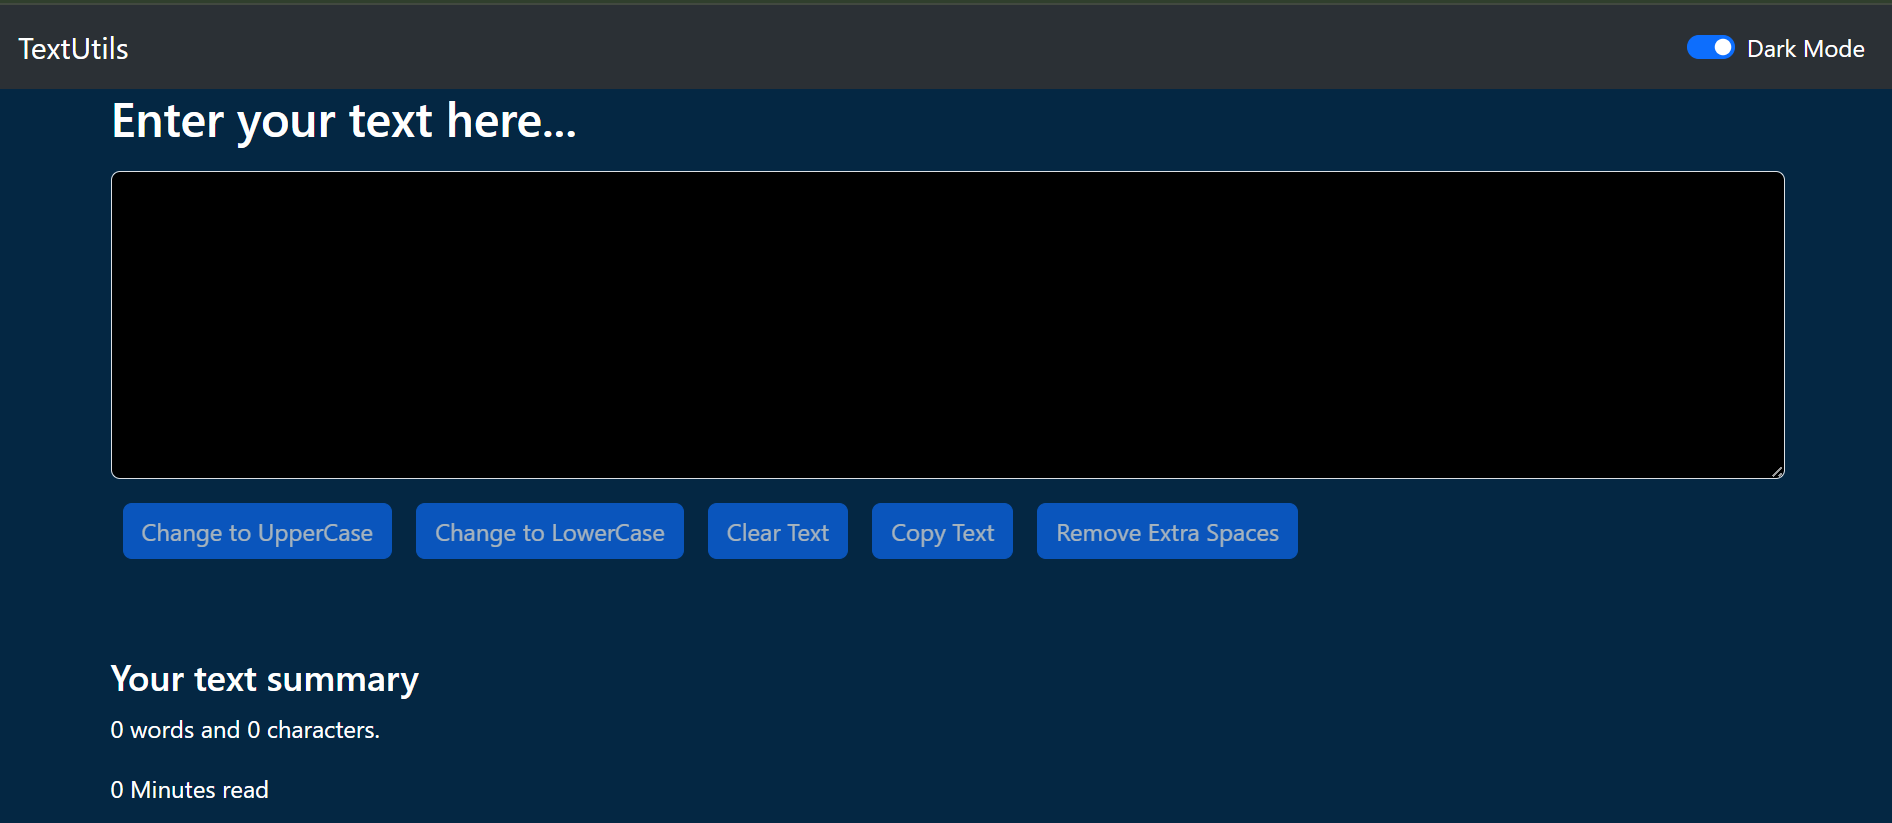 TextUtils
Dark Mode
Enter your text here...
Change to UpperCase
Change to LowerCase
Clear Text
Copy Text
Remove Extra Spaces
Your text summary
0 words and 0 characters.
0 Minutes read